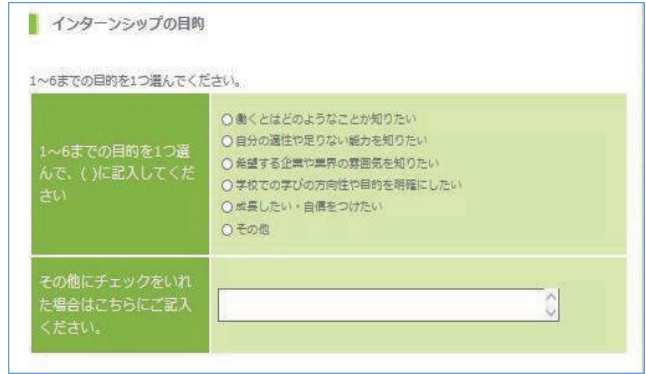 インターンシップの目的
1〜6までの目的を1つ選んでください。
1〜6までの目的を1つ選
んで、( )に記入してくだ
さい
働くとはどのようなことか知りたい
自分の適性や足りない能力を知りたい
希望する企業や業界の雰囲気を知りたい
学校での学びの方向性や目的を明確にしたい
成長したい・自信をつけたい
その他
その他にチェックをいれ
た場合はこちらにご記入
ください。